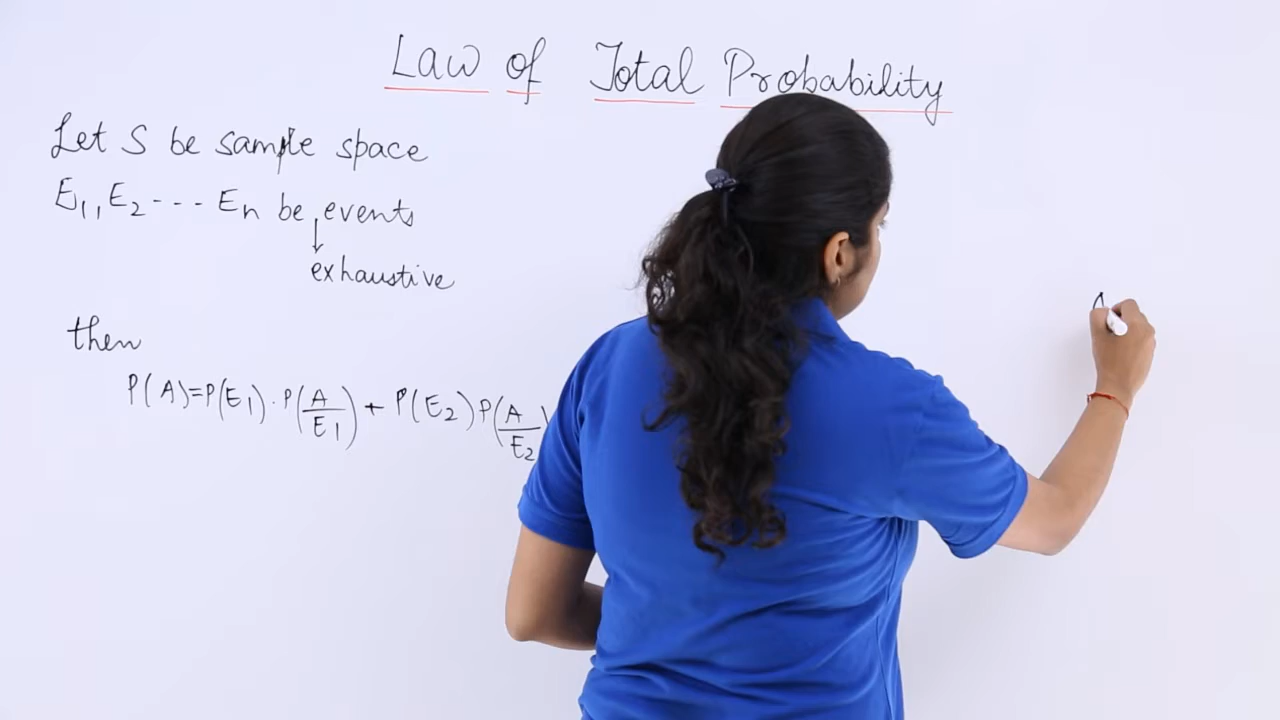 Law of Total Probability
Let S be sample space
E₁, E₂ --- En be events
↓
exhaustive
then
P(A)=P(E₁)·P(A/E₁) + P(E₂)P(A/E₂)